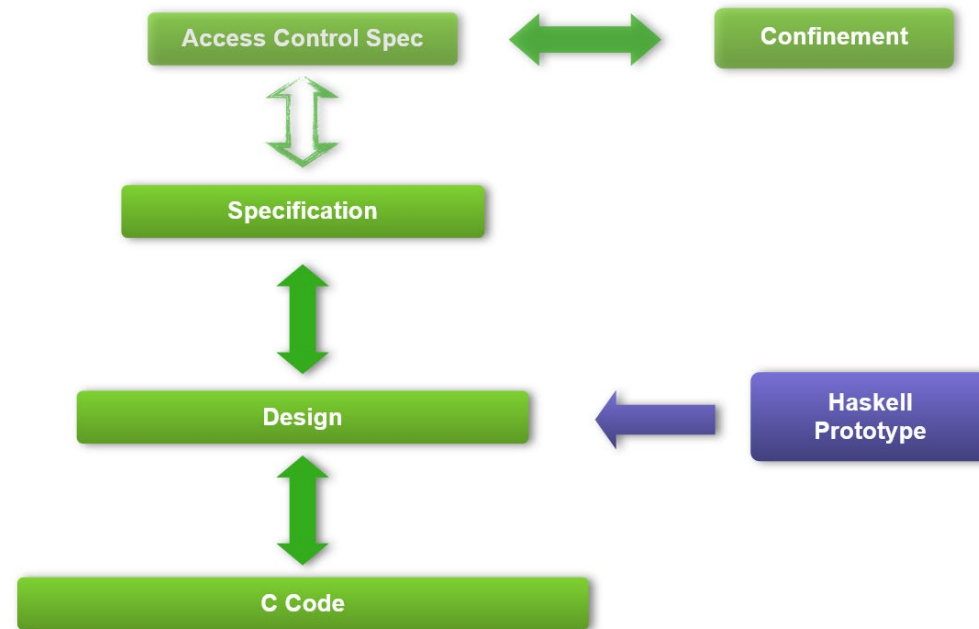 Access Control Spec
Confinement
Specification
Design
Haskell
Prototype
C Code